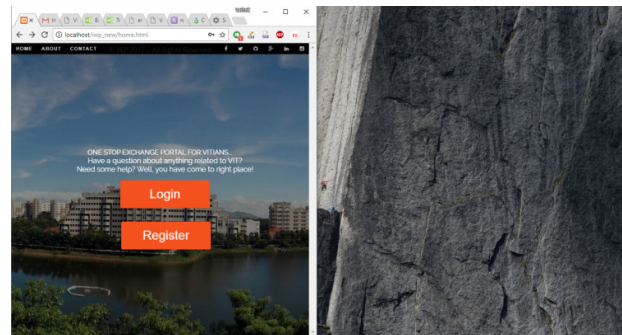 localhost/isep_new/home.html
HOME ABOUT CONTACT
ONE STOP EXCHANGE PORTAL FOR VITIANS..
Have a question about anything related to VIT?
Need some help? Well, you have come to right place!
Login
Register